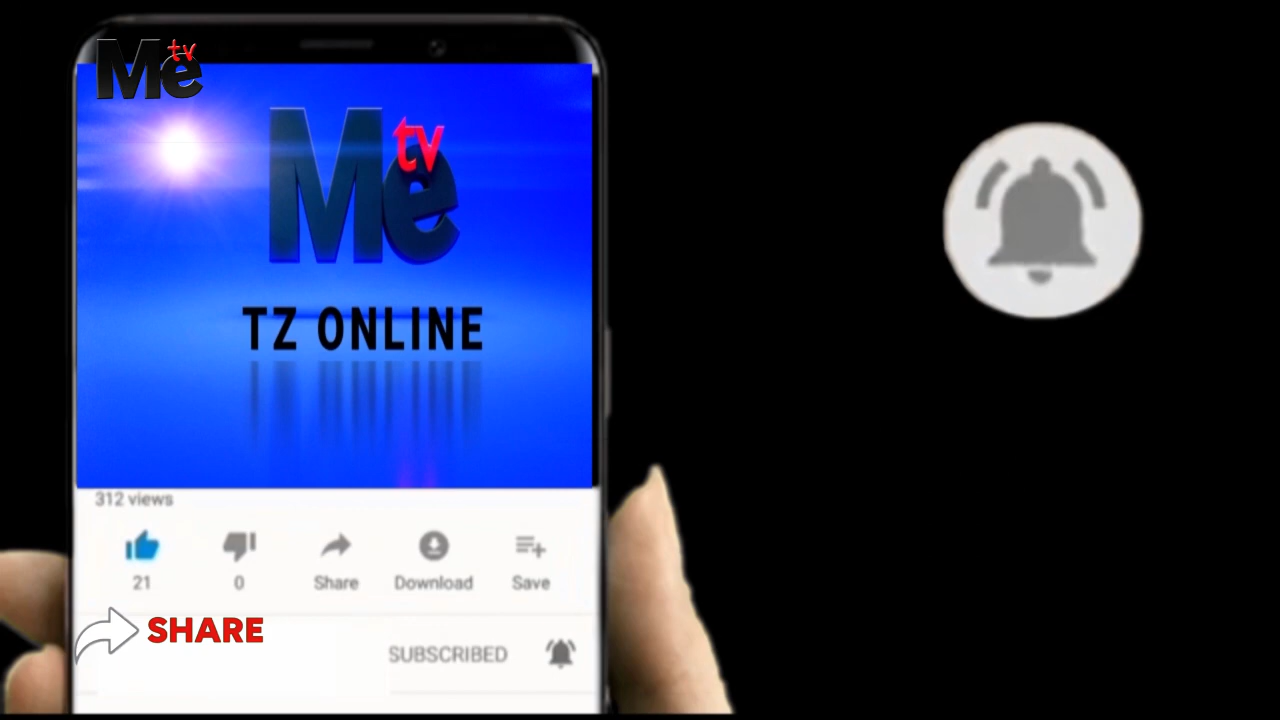 Me tv
Me tv
TZ ONLINE
312 views
21
0
Share
Download
Save
SHARE
SUBSCRIBED